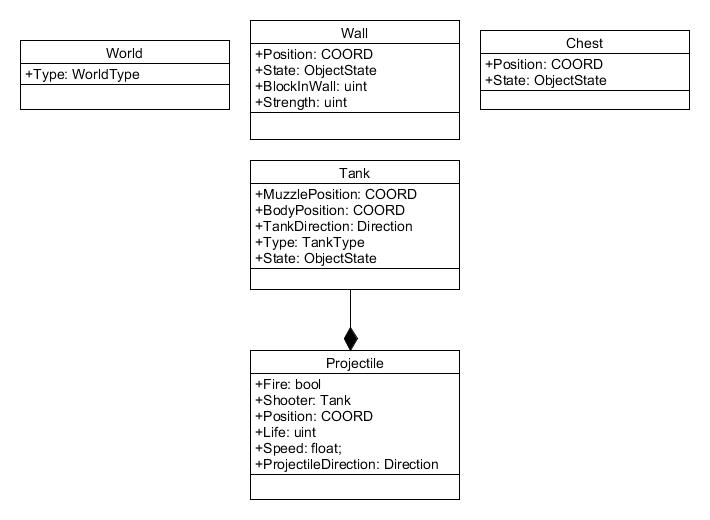 World
+Type: WorldType
Wall
+Position: COORD
+State: ObjectState
+BlockInWall: uint
+Strength: uint
Chest
+Position: COORD
+State: ObjectState
Tank
+MuzzlePosition: COORD
+BodyPosition: COORD
+TankDirection: Direction
+Type: TankType
+State: ObjectState
Projectile
+Fire: bool
+Shooter: Tank
+Position: COORD
+Life: uint
+Speed: float;
+ProjectileDirection: Direction